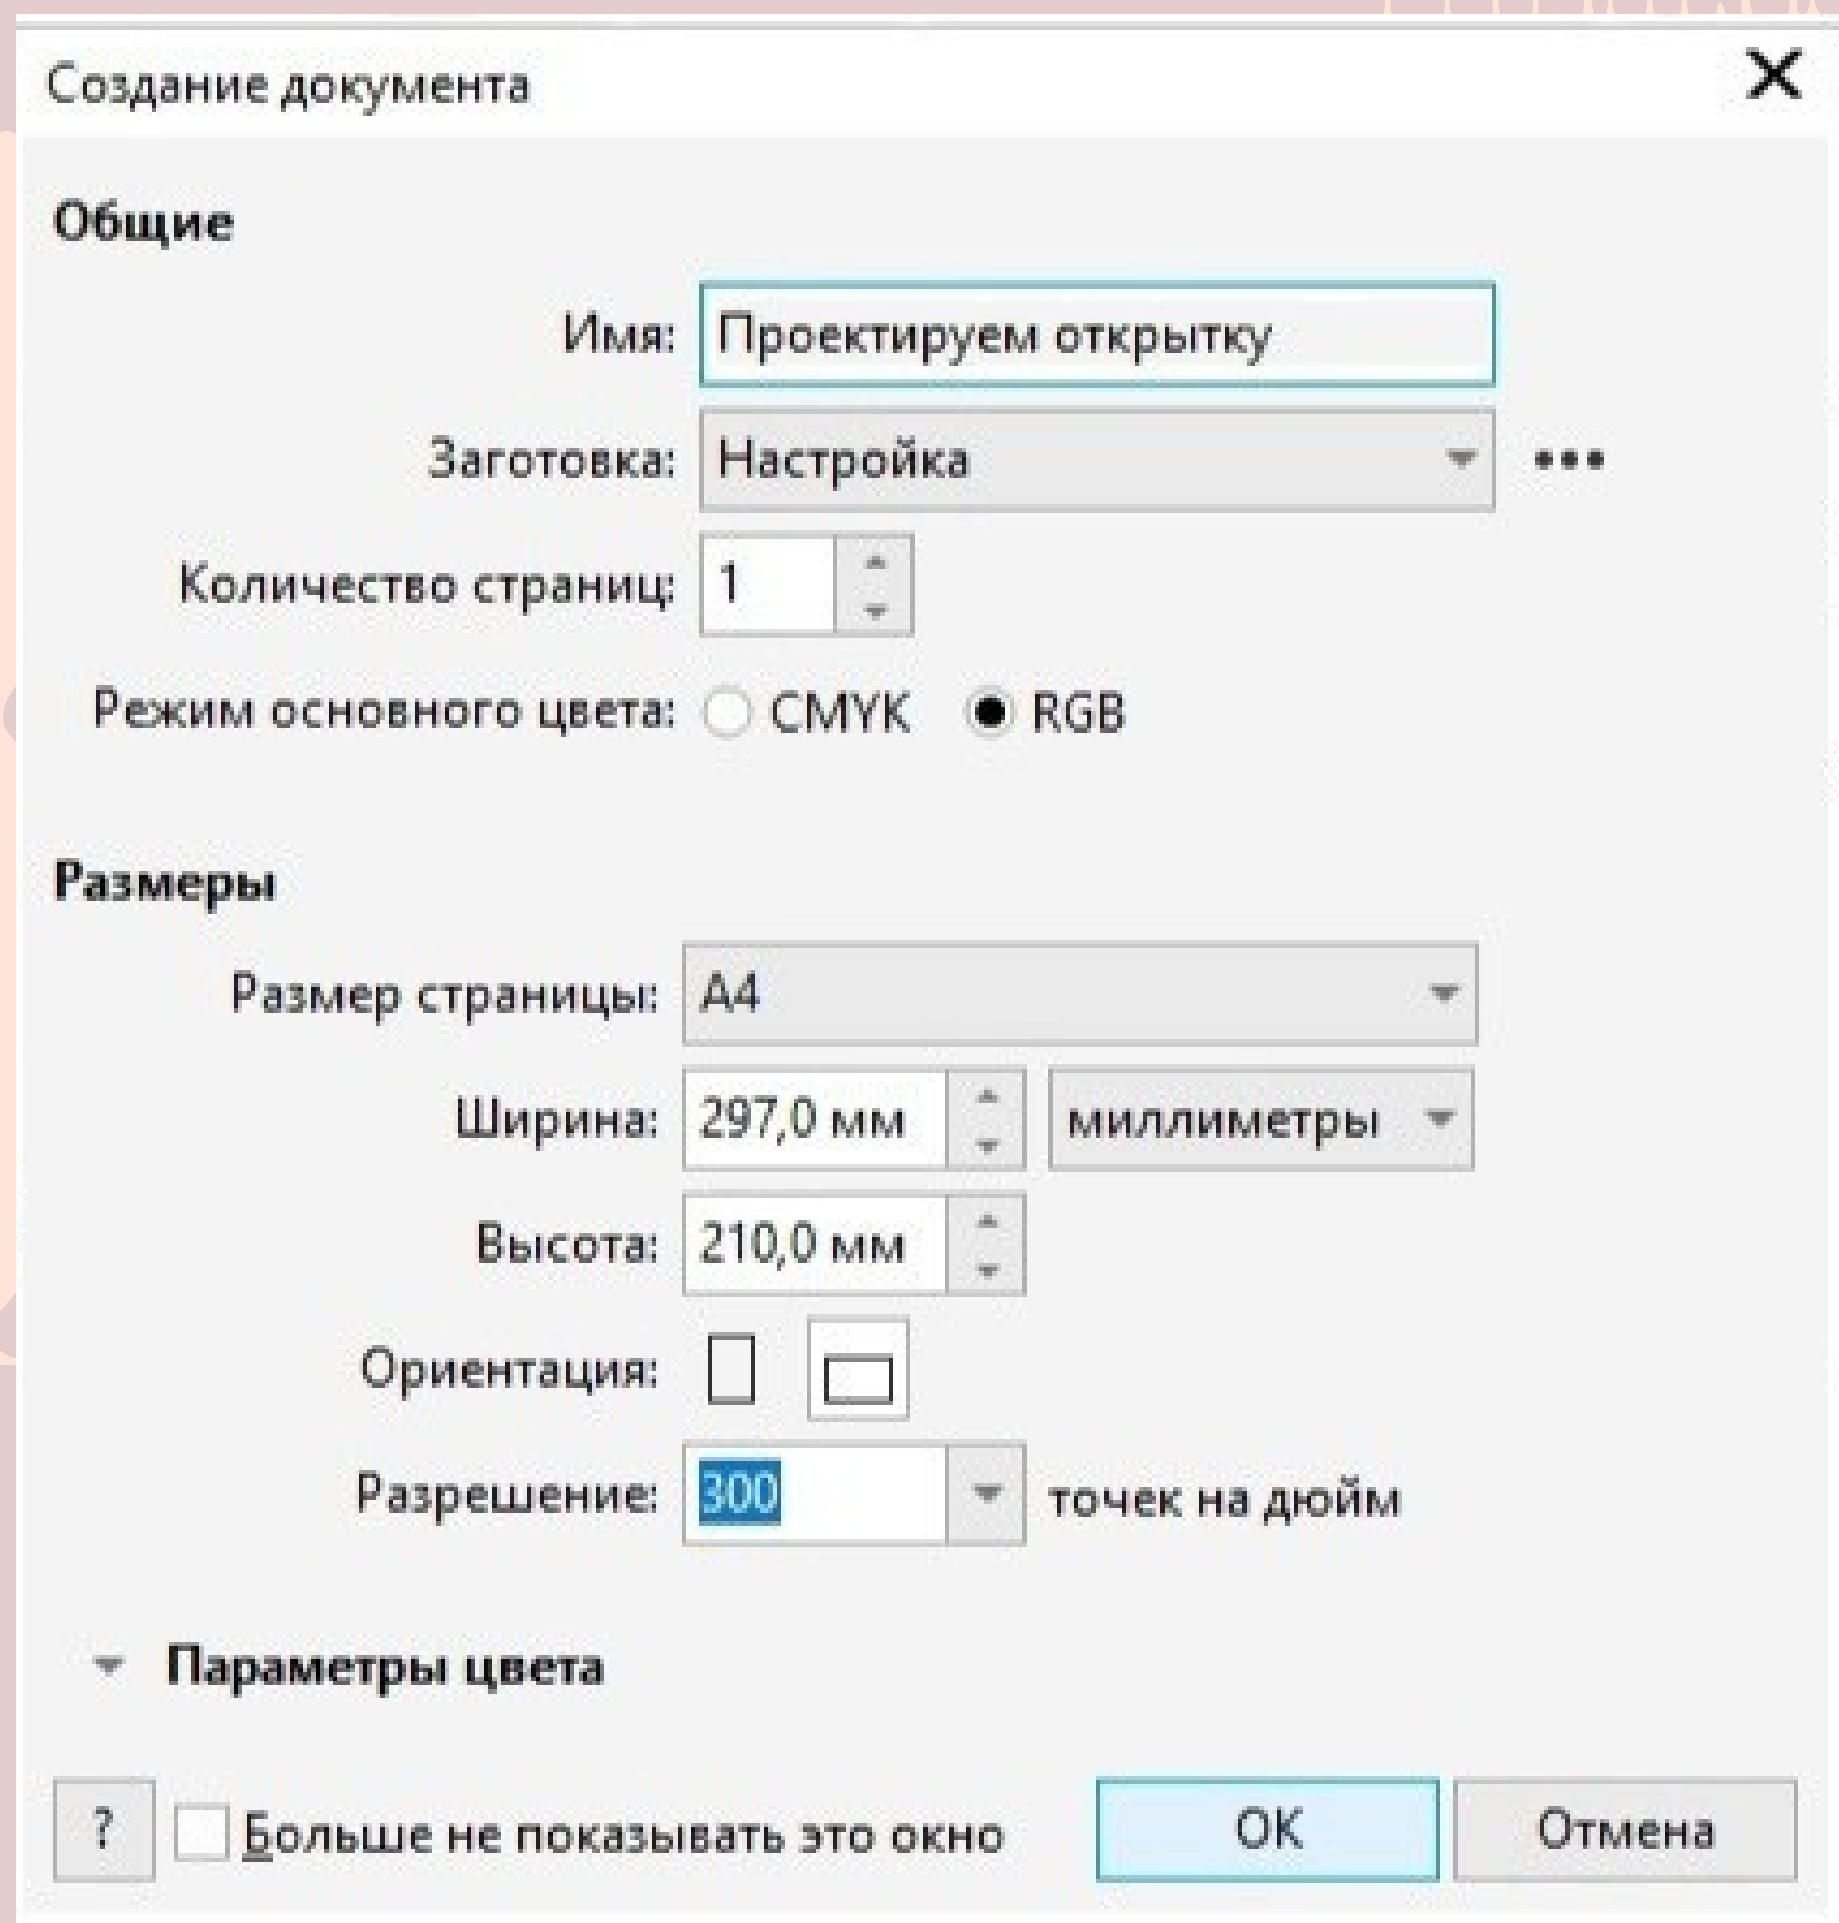 Создание документа
Общие
Имя: Проектируем открытку
Заготовка: Настройка
Количество страниц: 1
Режим основного цвета: CMYK RGB
Размеры
Размер страницы: A4
Ширина: 297,0 мм миллиметры
Высота: 210,0 мм
Ориентация:
Разрешение: 300 точек на дюйм
Параметры цвета
? Больше не показывать это окно OK Отмена